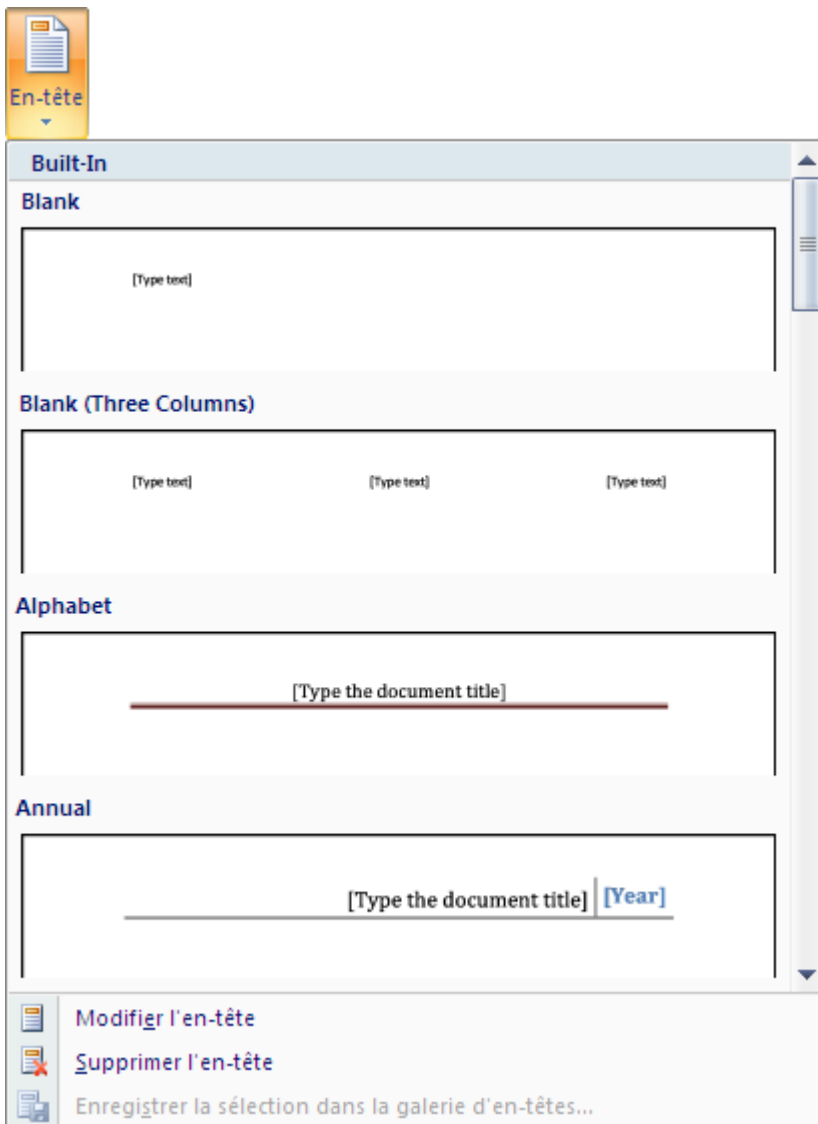 En-tête
Built-In
Blank
[Type text]
Blank (Three Columns)
[Type text] [Type text] [Type text]
Alphabet
[Type the document title]
Annual
[Type the document title] [Year]
Modifier l'en-tête
Supprimer l'en-tête
Enregistrer la sélection dans la galerie d'en-têtes...